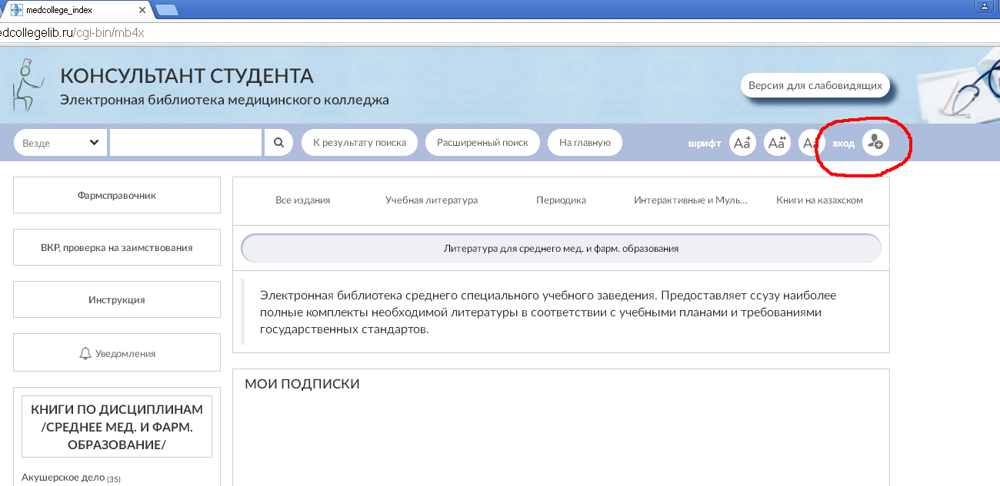 medcollege_index
edcollegelib.ru/cgi-bin/mb4x
КОНСУЛЬТАНТ СТУДЕНТА
Электронная библиотека медицинского колледжа
Версия для слабовидящих
Везде
К результату поиска
Расширенный поиск
На главную
шрифт
Aa+
Aa
Aa
вход
Фармсправочник
ВКР, проверка на заимствования
Инструкция
Уведомления
КНИГИ ПО ДИСЦИПЛИНАМ
/СРЕДНЕЕ МЕД. И ФАРМ.
ОБРАЗОВАНИЕ/
Акушерское дело (35)
Все издания
Учебная литература
Периодика
Интерактивные и Муль...
Книги на казахском
Литература для среднего мед. и фарм. образования
Электронная библиотека среднего специального учебного заведения. Предоставляет ссузу наиболее
полные комплекты необходимой литературы в соответствии с учебными планами и требованиями
государственных стандартов.
МОИ ПОДПИСКИ